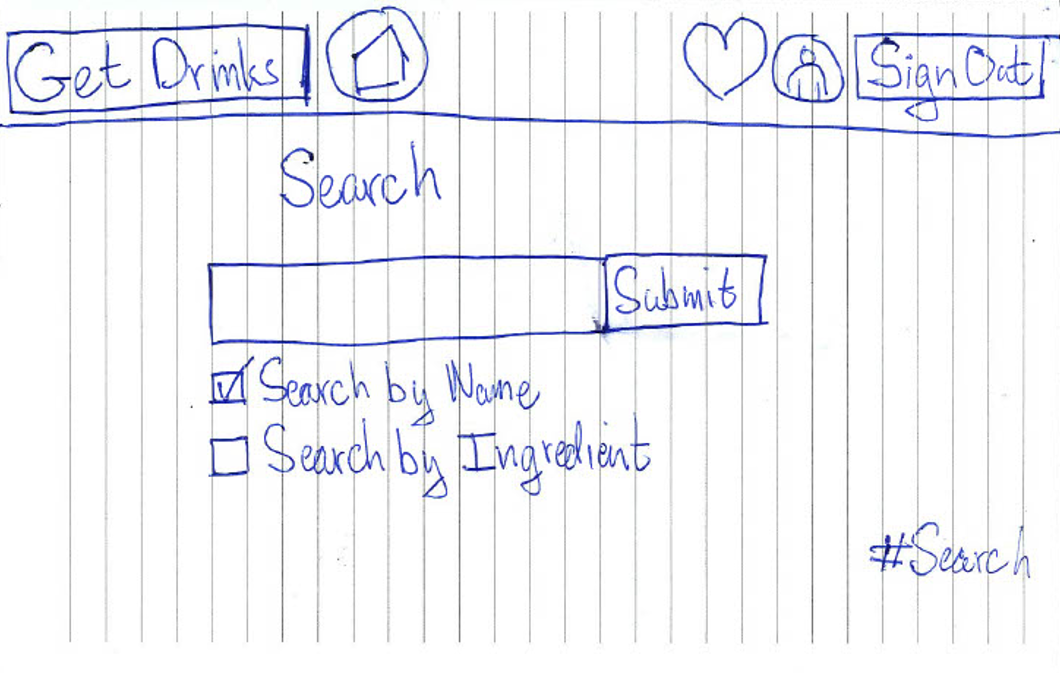 Get Drinks Sign Out
Search
Submit
Search by Name
Search by Ingredient
#Search